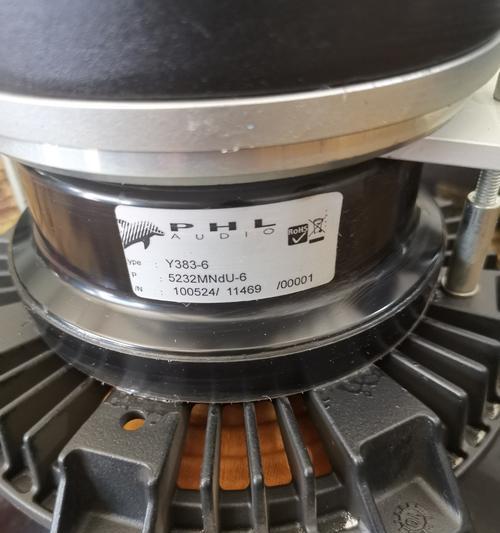 PHL
AUDIO
RoHS
ype : Y383-6
P : 5232MNdU-6
/N : 100524/ 11469 /00001